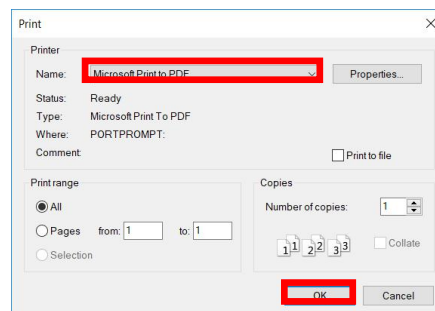 Print
Printer
Name: Microsoft Print to PDF Properties...
Status: Ready
Type: Microsoft Print To PDF
Where: PORTPROMPT:
Comment:
Print to file
Print range
Copies
All
Number of copies: 1
Pages from: 1 to: 1
1 1 2 2 3 3
Collate
Selection
OK Cancel